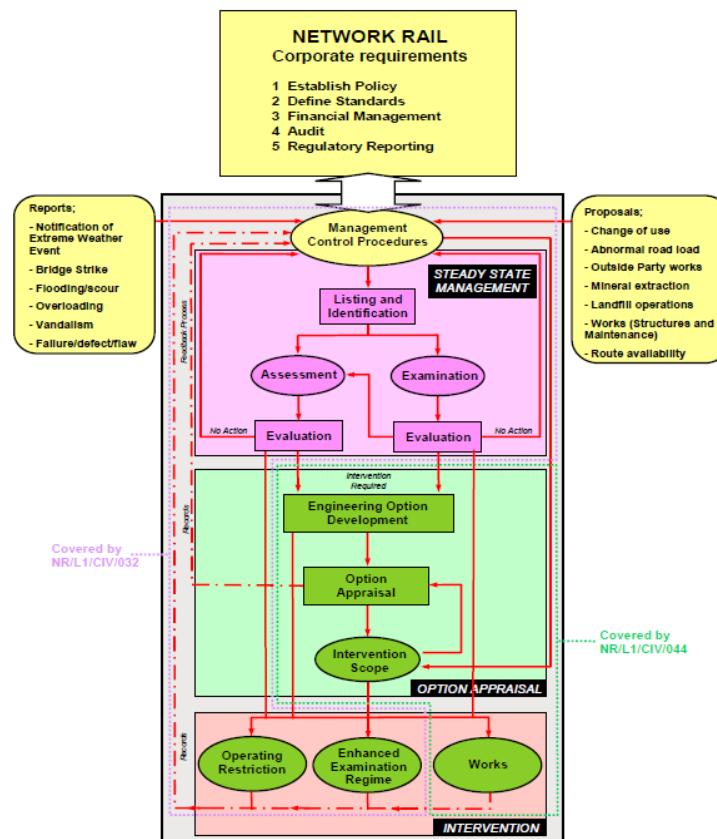 NETWORK RAIL
Corporate requirements
1 Establish Policy
2 Define Standards
3 Financial Management
4 Audit
5 Regulatory Reporting
Reports;
- Notification of
Extreme Weather
Event
- Bridge Strike
- Flooding/scour
- Overloading
- Vandalism
- Failure/defect/flaw
Management
Control Procedures
Proposals;
- Change of use
- Abnormal road load
- Outside Party works
- Mineral extraction
- Landfill operations
- Works (Structures and
Maintenance)
- Route availability
STEADY STATE
MANAGEMENT
Listing and
Identification
Feedback Process
Assessment
Examination
No Action
Evaluation
Evaluation
No Action
Intervention
Required
Engineering Option
Development
Records
Covered by
NR/L1/CIV/032
Option
Appraisal
Covered by
NR/L1/CIV/044
Intervention
Scope
OPTION APPRAISAL
Records
Operating
Restriction
Enhanced
Examination
Regime
Works
INTERVENTION